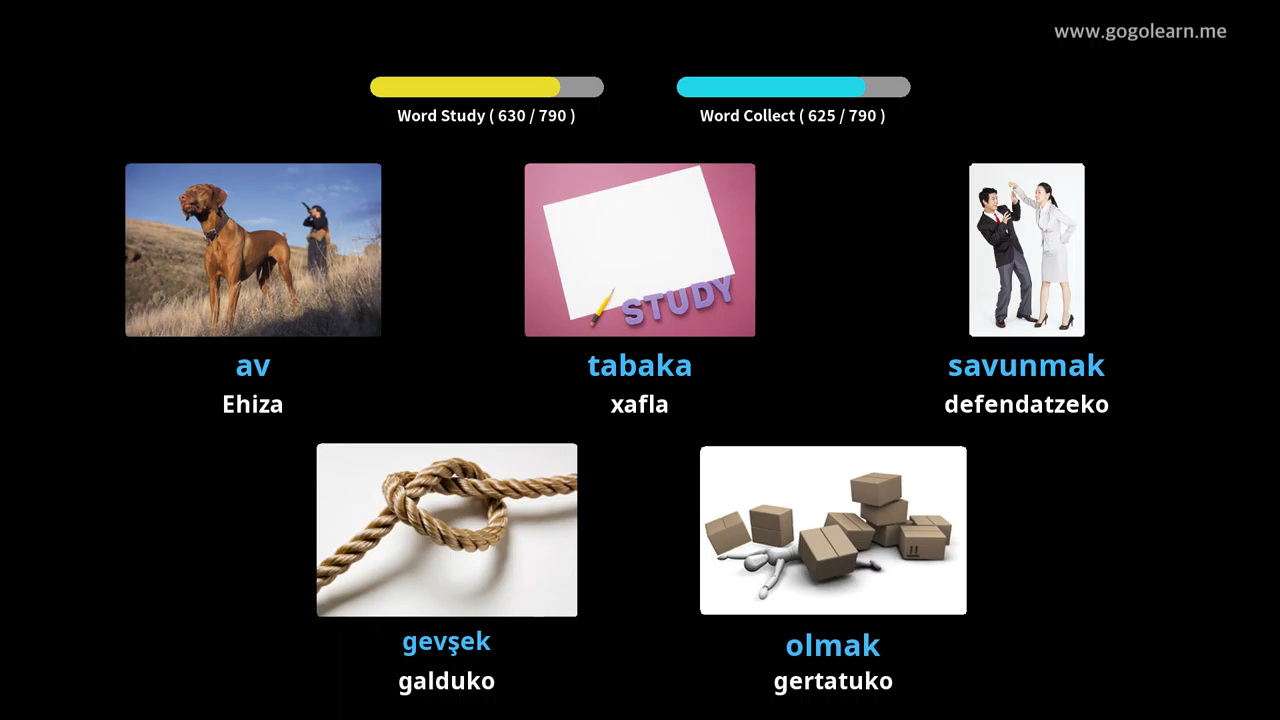 www.gogolearn.me
Word Study ( 630 / 790 )
Word Collect ( 625 / 790 )
STUDY
av
tabaka
savunmak
Ehiza
xafla
defendatzeko
gevşek
olmak
galduko
gertatuko